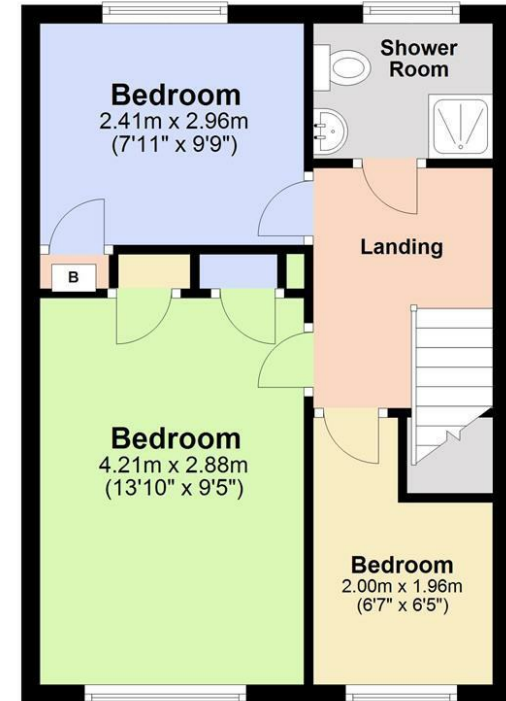 Bedroom
2.41m x 2.96m
(7'11" x 9'9")
Shower
Room
Landing
B
Bedroom
4.21m x 2.88m
(13'10" x 9'5")
Bedroom
2.00m x 1.96m
(6'7" x 6'5")